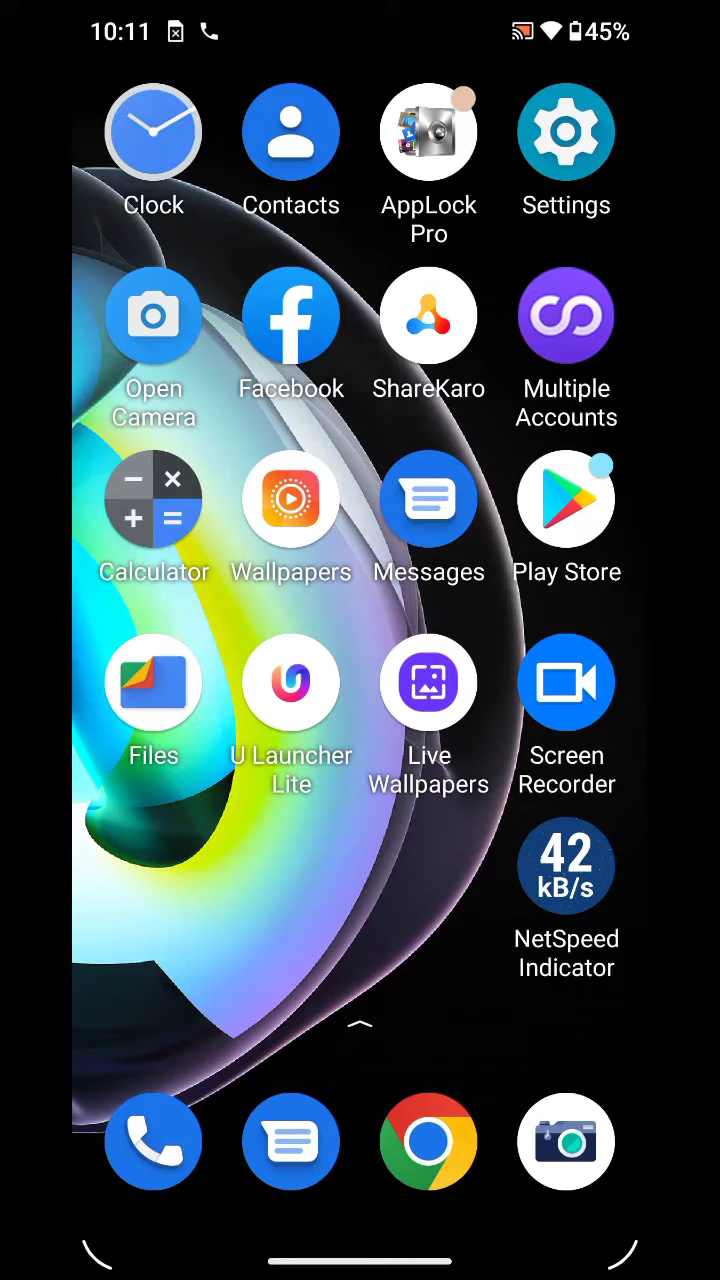 10:11 45%
Clock Contacts AppLock Settings
Pro
Open Facebook ShareKaro Multiple
Camera Accounts
Calculator Wallpapers Messages Play Store
Files U Launcher Live Screen
Lite Wallpapers Recorder
42
kB/s
NetSpeed
Indicator